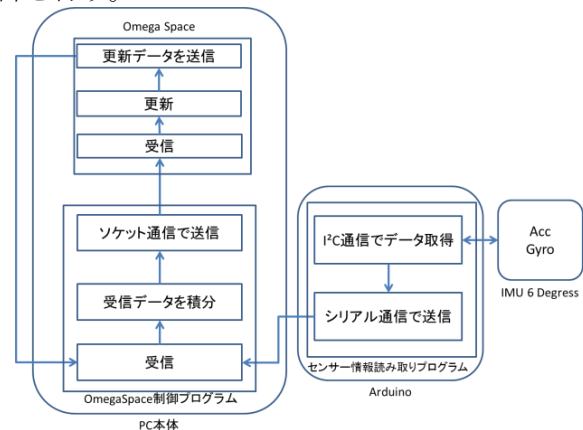 Omega Space
更新データを送信
更新
受信
ソケット通信で送信
受信データを積分
受信
OmegaSpace制御プログラム
PC本体
I²C通信でデータ取得
シリアル通信で送信
センサー情報読み取りプログラム
Arduino
Acc
Gyro
IMU 6 Degress